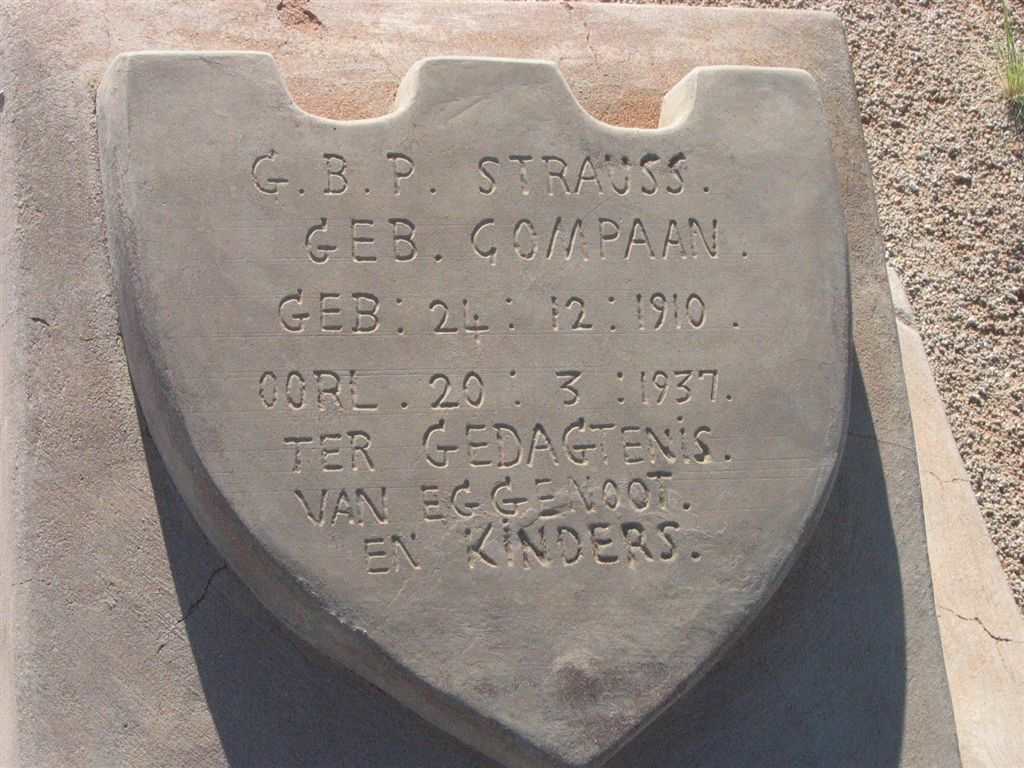 G.B.P. STRAUSS.
GEB. COMPAAN.
GEB: 24: 12: 1910.
OORL. 20: 3: 1937.
TER GEDAGTENIS.
VAN EGGENOOT.
EN KINDERS.